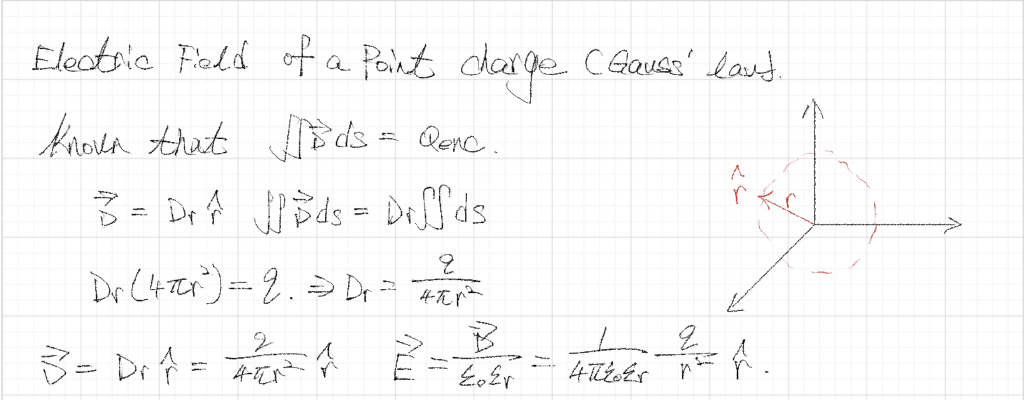 Electric Field of a Point charge (Gauss' law).
Known that ∬D⃗ ds = Qenc.
D⃗ = Dr r̂ ∬D⃗ ds = Dr∬ds
Dr(4πr²) = q. ⇒ Dr = q/4πr²
D⃗ = Dr r̂ = q/4πr² r̂ E⃗ = D⃗/ε₀εr = 1/4πε₀εr q/r² r̂.
r̂ r